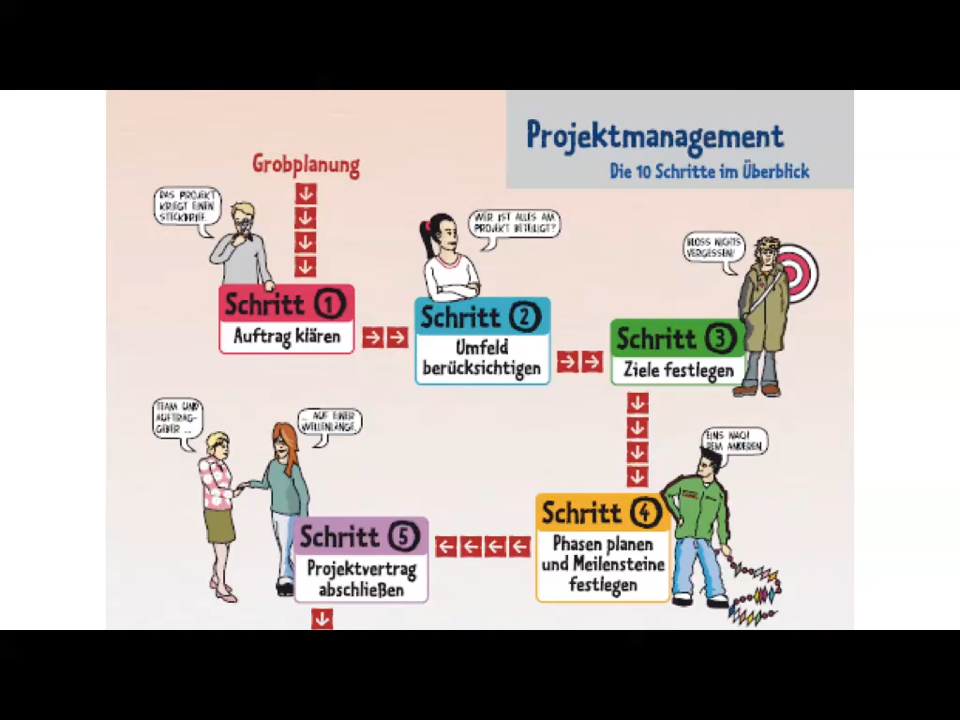 Projektmanagement
Die 10 Schritte im Überblick
Grobplanung
DAS PROJEKT
KRIEGT EINEN
STECKBRIEF.
Schritt 1
Auftrag klären
WER IST ALLES AM
PROJEKT BETEILIGT?
Schritt 2
Umfeld
berücksichtigen
BLOSS NICHTS
VERGESSEN!
Schritt 3
Ziele festlegen
EINS NACH
DEM ANDEREN.
Schritt 4
Phasen planen
und Meilensteine
festlegen
TEAM UND
AUFTRAG-
GEBER ...
... AUF EINER
WELLENLÄNGE.
Schritt 5
Projektvertrag
abschließen